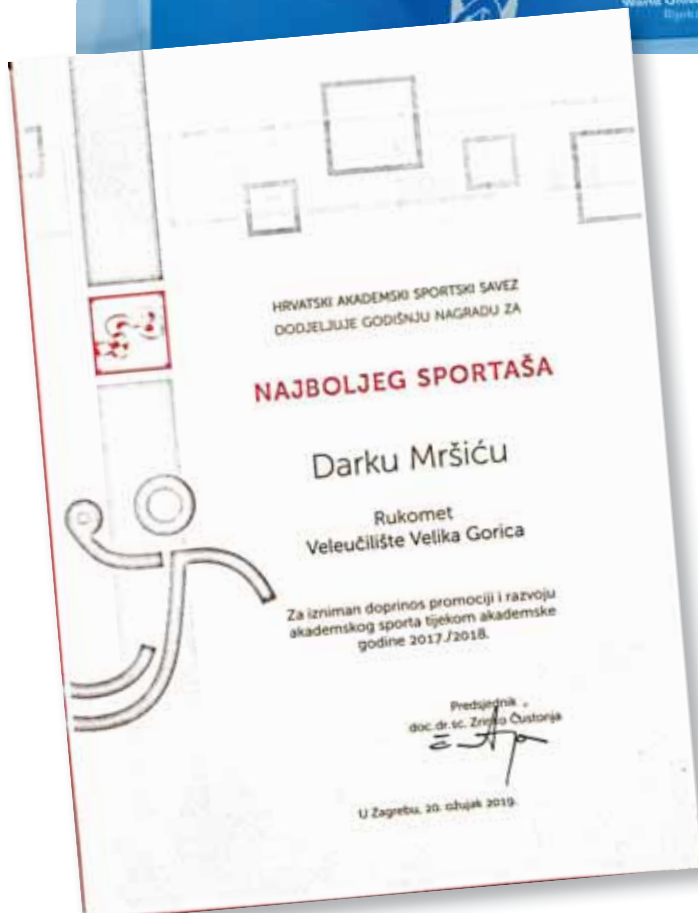 HRVATSKI AKADEMSKI SPORTSKI SAVEZ
DODJELJUJE GODIŠNJU NAGRADU ZA
NAJBOLJEG SPORTAŠA
Darku Mršiću
Rukomet
Veleučilište Velika Gorica
Za izniman doprinos promociji i razvoju
akademskog sporta tijekom akademske
godine 2017./2018.
Predsjednik
doc. dr. sc. Zrinko Čustonja
U Zagrebu, 20. ožujak 2019.